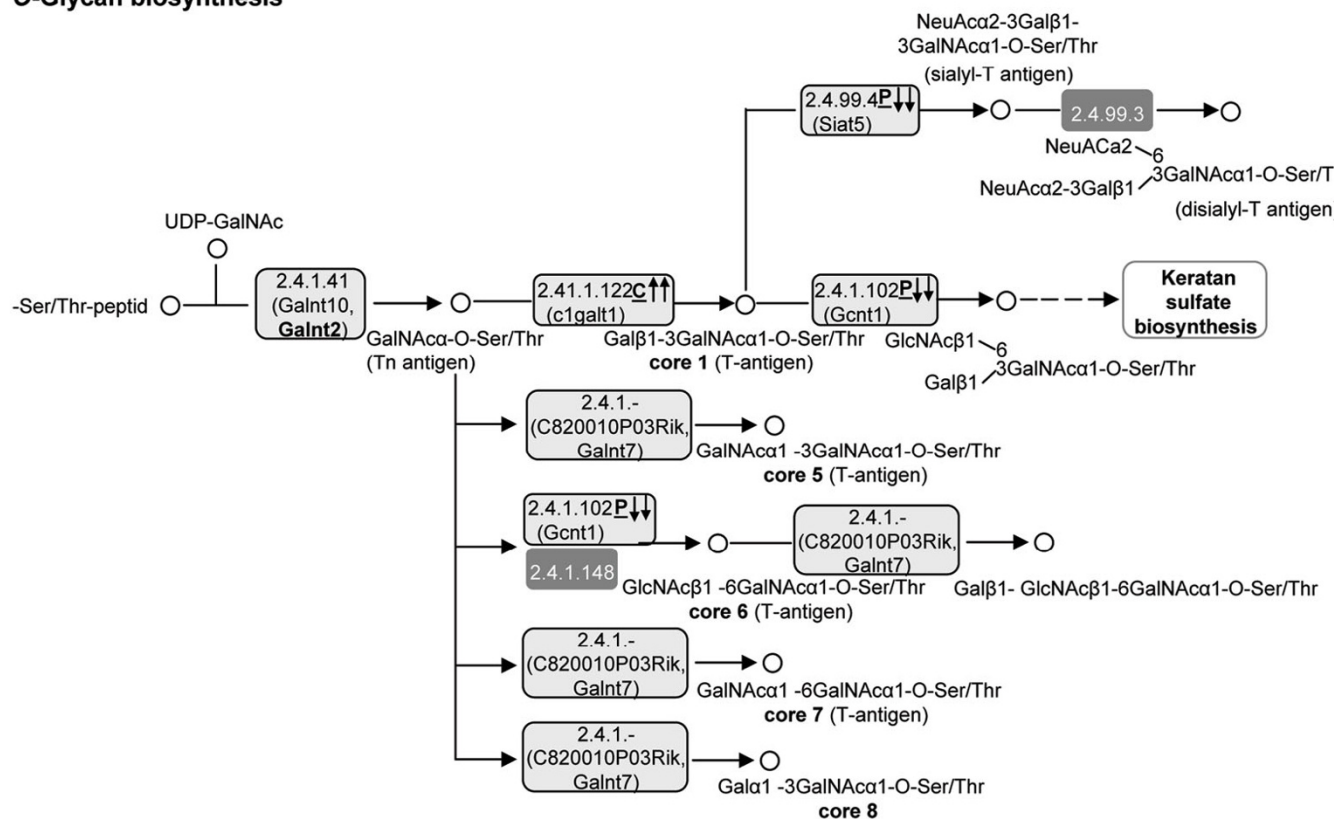 O-Glycan biosynthesis
NeuAcα2-3Galβ1-
3GalNAcα1-O-Ser/Thr
(sialyl-T antigen)
2.4.99.4P↓↓
(Siat5)
2.4.99.3
NeuACa2
6
NeuAcα2-3Galβ1
3GalNAcα1-O-Ser/T
(disialyl-T antigen
UDP-GalNAc
-Ser/Thr-peptid
2.4.1.41
(Galnt10,
Galnt2)
GalNAcα-O-Ser/Thr
(Tn antigen)
2.41.1.122C↑↑
(c1galt1)
Galβ1-3GalNAcα1-O-Ser/Thr
core 1 (T-antigen)
2.4.1.102P↓↓
(Gcnt1)
GlcNAcβ1
6
Galβ1
3GalNAcα1-O-Ser/Thr
Keratan
sulfate
biosynthesis
2.4.1.-
(C820010P03Rik,
Galnt7)
GalNAcα1 -3GalNAcα1-O-Ser/Thr
core 5 (T-antigen)
2.4.1.102P↓↓
(Gcnt1)
2.4.1.148
GlcNAcβ1 -6GalNAcα1-O-Ser/Thr
core 6 (T-antigen)
2.4.1.-
(C820010P03Rik,
Galnt7)
Galβ1- GlcNAcβ1-6GalNAcα1-O-Ser/Thr
2.4.1.-
(C820010P03Rik,
Galnt7)
GalNAcα1 -6GalNAcα1-O-Ser/Thr
core 7 (T-antigen)
2.4.1.-
(C820010P03Rik,
Galnt7)
Galα1 -3GalNAcα1-O-Ser/Thr
core 8